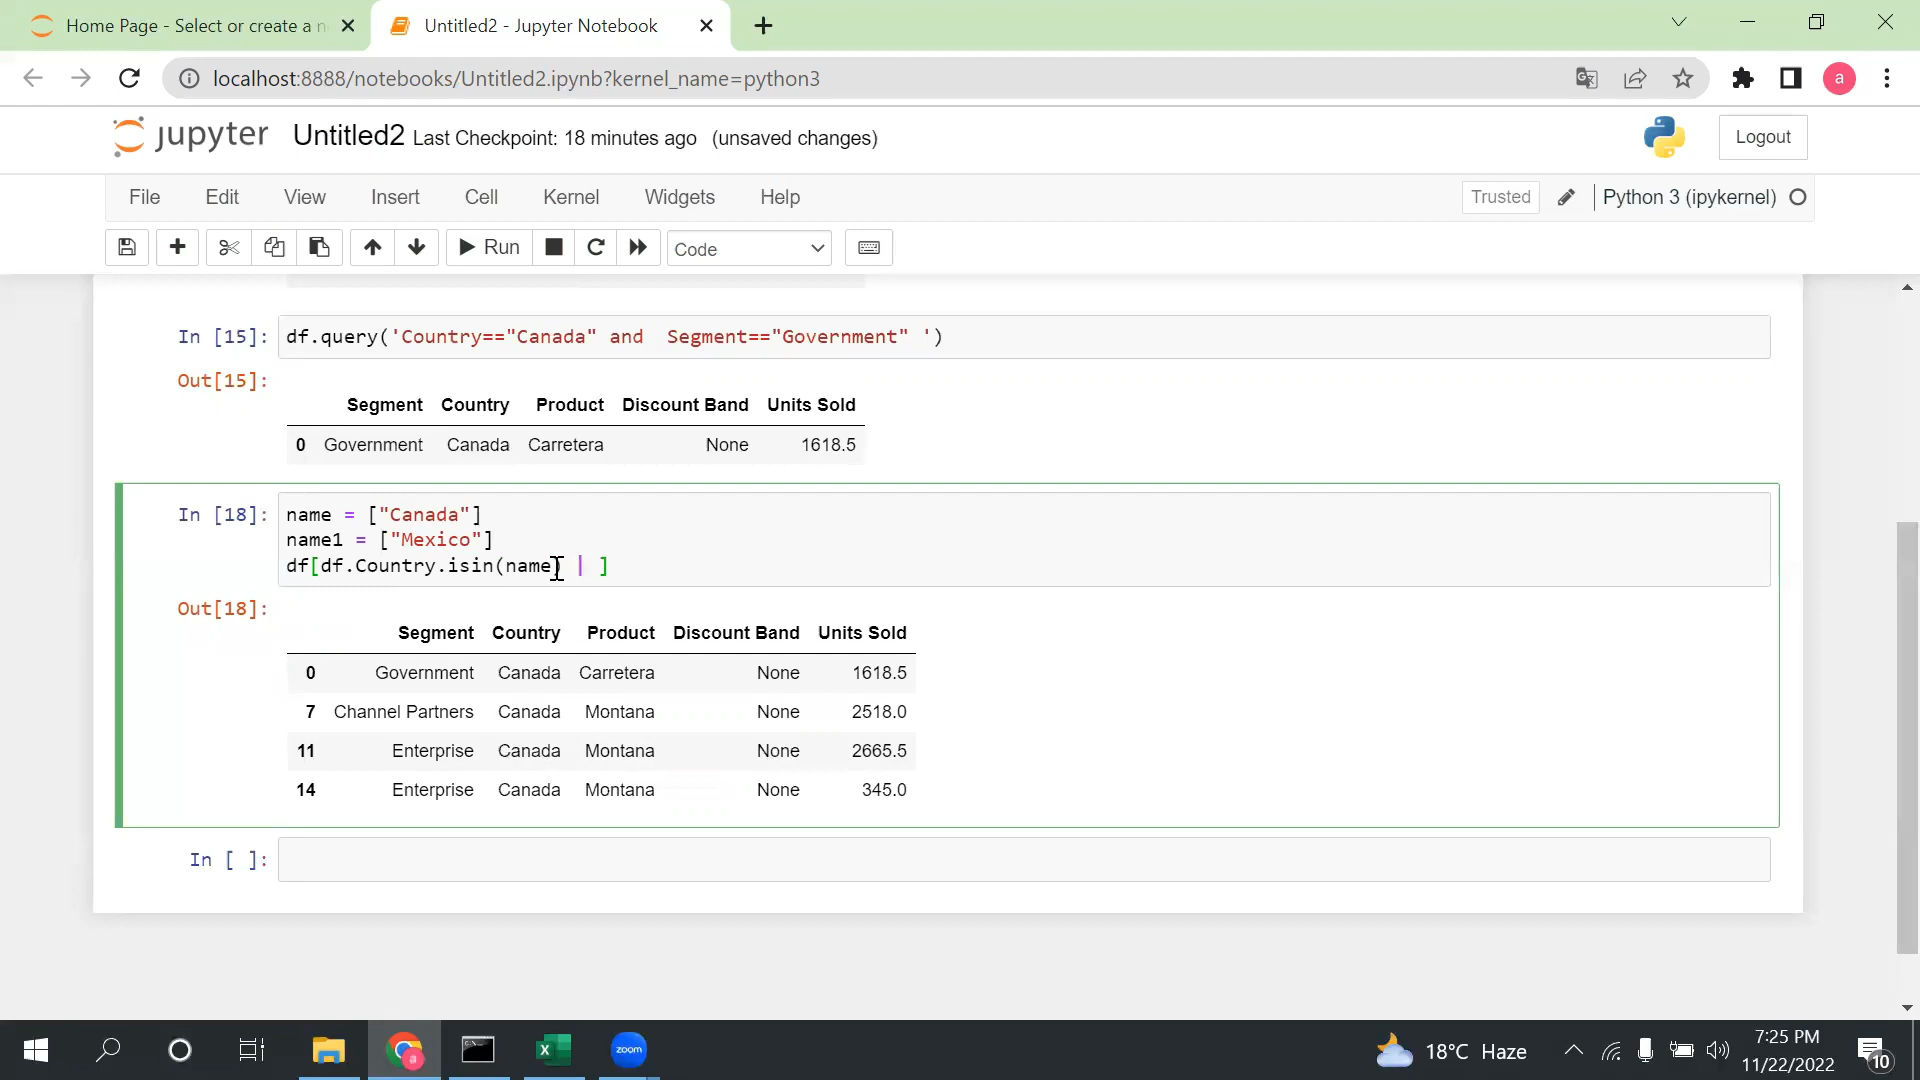 Home Page - Select or create a n
Untitled2 - Jupyter Notebook
localhost:8888/notebooks/Untitled2.ipynb?kernel_name=python3
a
jupyter Untitled2 Last Checkpoint: 18 minutes ago (unsaved changes)
Logout
File Edit View Insert Cell Kernel Widgets Help
Trusted Python 3 (ipykernel)
Run Code
In [15]: df.query('Country=="Canada" and  Segment=="Government" ')
Out[15]:
Segment Country Product Discount Band Units Sold
0 Government Canada Carretera None 1618.5
In [18]: name = ["Canada"]
name1 = ["Mexico"]
df[df.Country.isin(name) | ]
Out[18]:
Segment Country Product Discount Band Units Sold
0 Government Canada Carretera None 1618.5
7 Channel Partners Canada Montana None 2518.0
11 Enterprise Canada Montana None 2665.5
14 Enterprise Canada Montana None 345.0
In [ ]:
a
zoom
18°C Haze
7:25 PM
11/22/2022
10